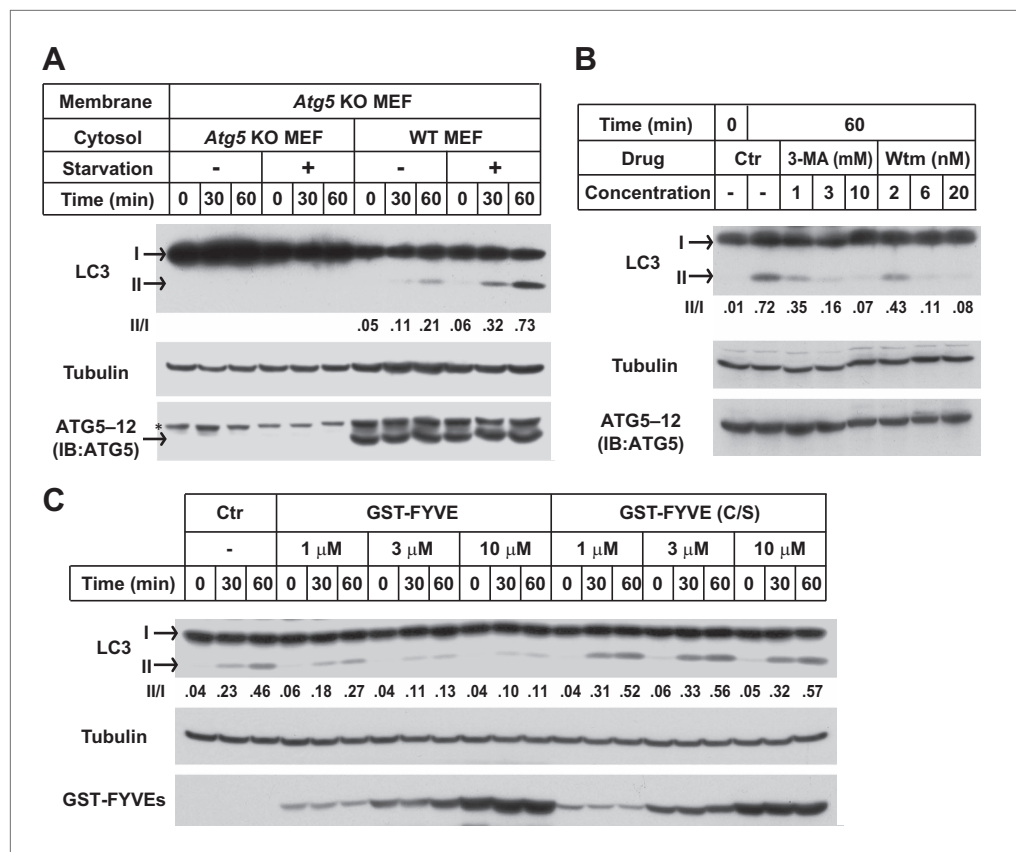 A
Membrane Atg5 KO MEF
Cytosol Atg5 KO MEF WT MEF
Starvation - + - +
Time (min) 0 30 60 0 30 60 0 30 60 0 30 60
I
LC3
II
II/I .05 .11 .21 .06 .32 .73
Tubulin
ATG5–12 *
(IB:ATG5)
B
Time (min) 0 60
Drug Ctr 3-MA (mM) Wtm (nM)
Concentration - - 1 3 10 2 6 20
I
LC3
II
II/I .01 .72 .35 .16 .07 .43 .11 .08
Tubulin
ATG5–12
(IB:ATG5)
C
Ctr GST-FYVE GST-FYVE (C/S)
- 1 μM 3 μM 10 μM 1 μM 3 μM 10 μM
Time (min) 0 30 60 0 30 60 0 30 60 0 30 60 0 30 60 0 30 60 0 30 60
I
LC3
II
II/I .04 .23 .46 .06 .18 .27 .04 .11 .13 .04 .10 .11 .04 .31 .52 .06 .33 .56 .05 .32 .57
Tubulin
GST-FYVEs